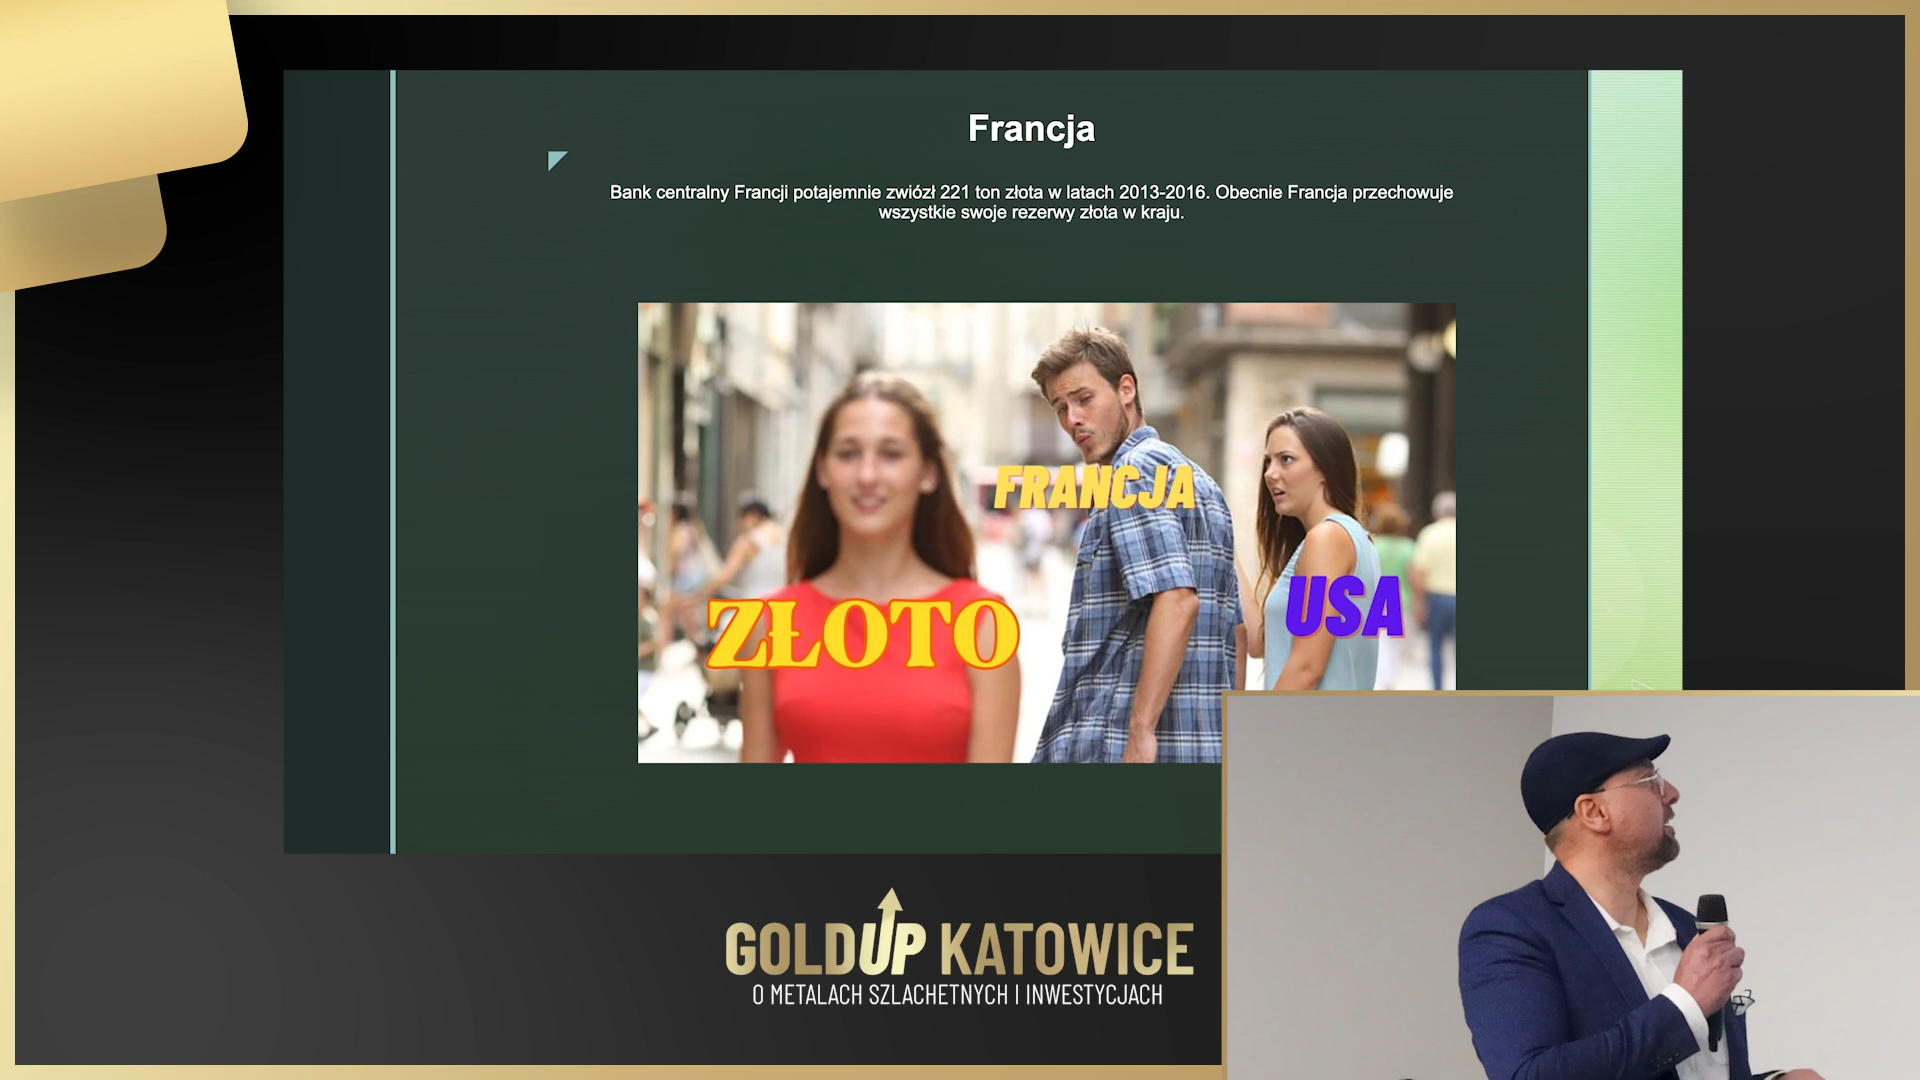 Francja
Bank centralny Francji potajemnie zwiózł 221 ton złota w latach 2013-2016. Obecnie Francja przechowuje
wszystkie swoje rezerwy złota w kraju.
FRANCJA
ZŁOTO
USA
GOLDUP KATOWICE
O METALACH SZLACHETNYCH I INWESTYCJACH